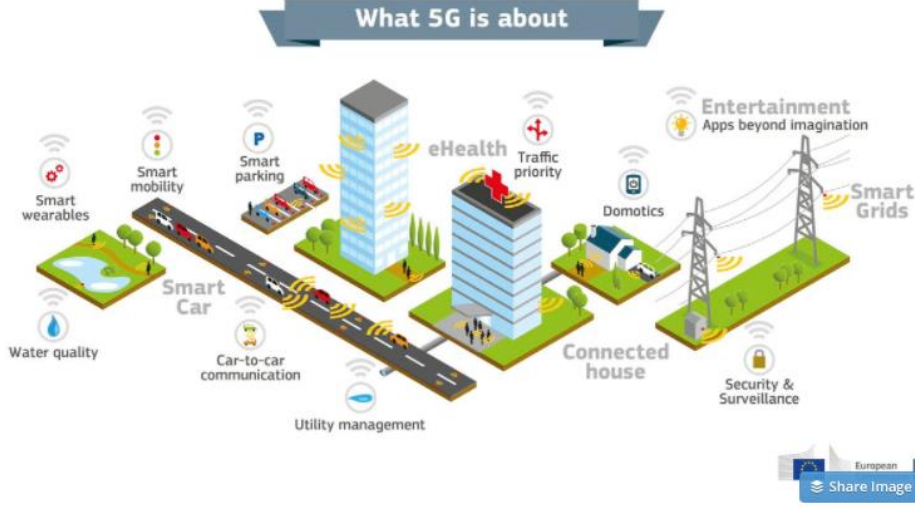 What 5G is about
Entertainment
Apps beyond imagination
P
Smart
parking
eHealth
Traffic
priority
Smart
mobility
Smart
wearables
Domotics
Smart
Grids
Smart
Car
Water quality
Car-to-car
communication
Connected
house
Security &
Surveillance
Utility management
European
Share Image